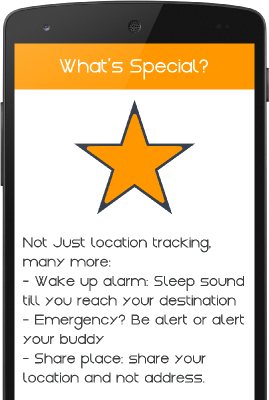 What's Special?
Not Just location tracking,
many more:
- Wake up alarm: Sleep sound
till you reach your destination
- Emergency? Be alert or alert
your buddy
- Share place: share your
location and not address.